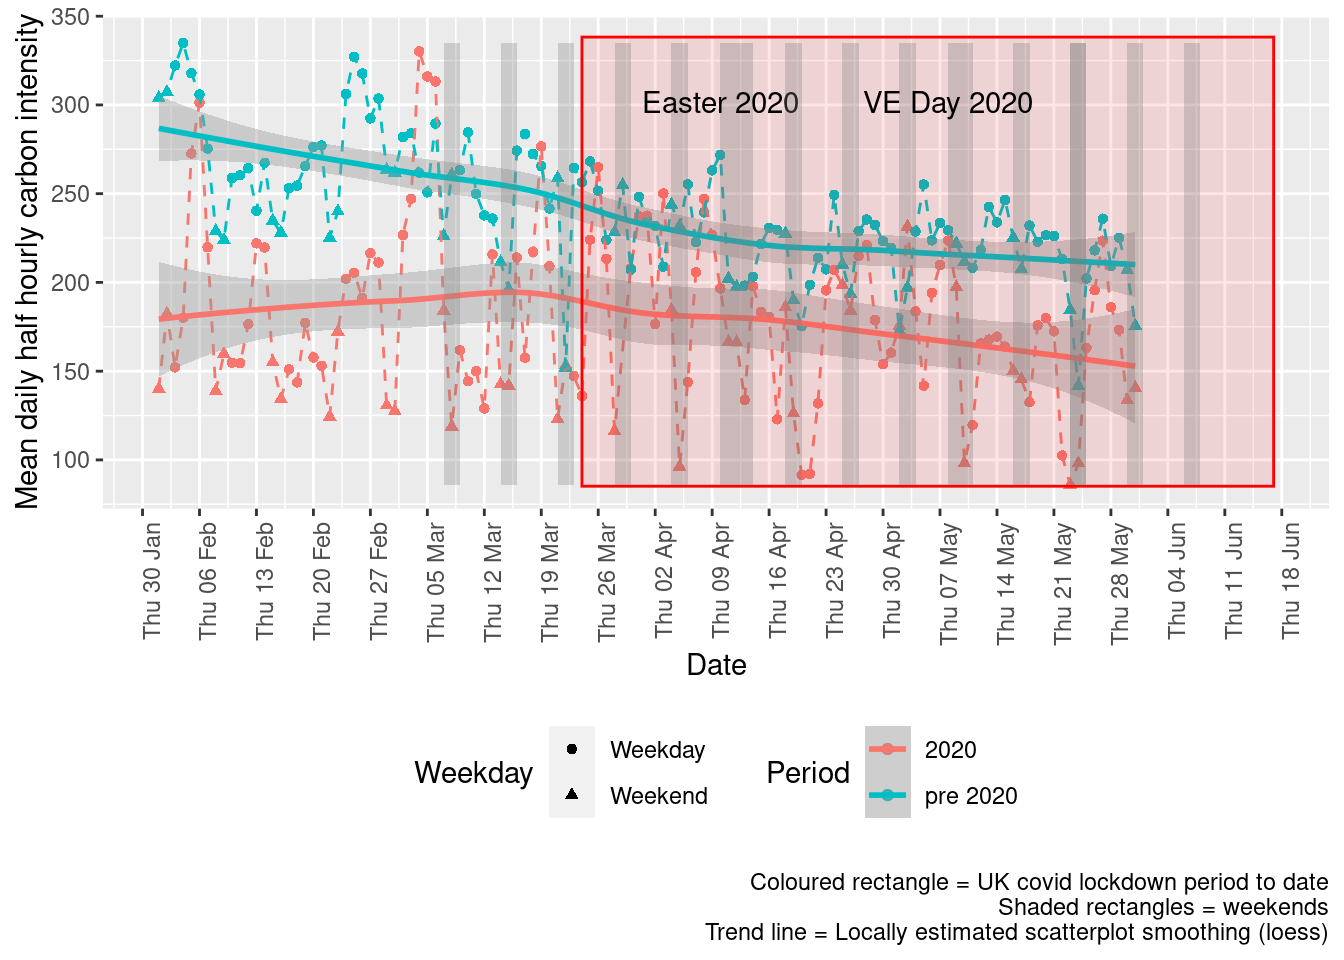 Mean daily half hourly carbon intensity
350
300
250
200
150
100
Easter 2020
VE Day 2020
Thu 30 Jan
Thu 06 Feb
Thu 13 Feb
Thu 20 Feb
Thu 27 Feb
Thu 05 Mar
Thu 12 Mar
Thu 19 Mar
Thu 26 Mar
Thu 02 Apr
Thu 09 Apr
Thu 16 Apr
Thu 23 Apr
Thu 30 Apr
Thu 07 May
Thu 14 May
Thu 21 May
Thu 28 May
Thu 04 Jun
Thu 11 Jun
Thu 18 Jun
Date
Weekday
Weekday
Weekend
Period
2020
pre 2020
Coloured rectangle = UK covid lockdown period to date
Shaded rectangles = weekends
Trend line = Locally estimated scatterplot smoothing (loess)